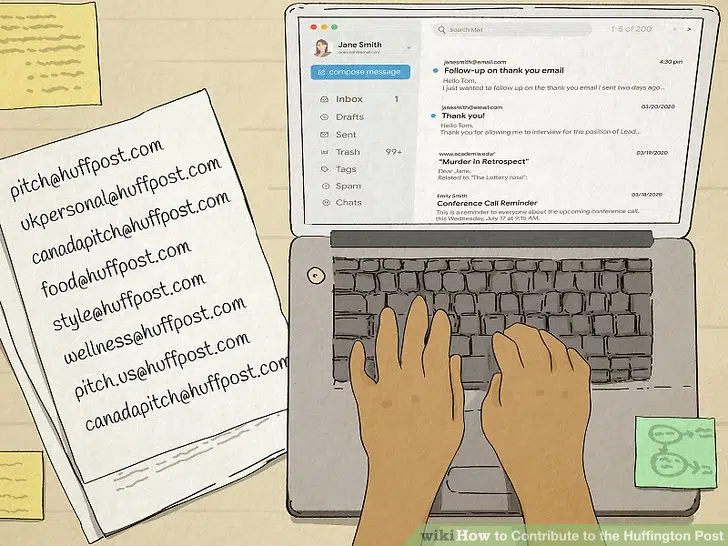 pitch@huffpost.com
ukpersonal@huffpost.com
canadapitch@huffpost.com
food@huffpost.com
style@huffpost.com
wellness@huffpost.com
pitch.us@huffpost.com
canadapitch@huffpost.com
Jane Smith
janesmith@email.com
compose message
Inbox 1
Drafts
Sent
Trash 99+
Tags
Spam
Chats
Search Mail
1-6 of 200 < >
janesmith@email.com 4:30 pm
Follow-up on thank you email
Hello Tom,
I just wanted to follow up on the thank you email I sent two days ago...
janesmith@email.com 03/20/2020
Thank you!
Hello Tom,
Thank you for allowing me to interview for the position of Lead...
www.academia.edu/ 03/19/2020
"Murder in Retrospect"
Dear Jane,
Related to "The Lottery rose":
Emily Smith 03/18/2020
Conference Call Reminder
This is a reminder to everyone about the upcoming conference call,
this Wednesday, July 17 at 9:15 AM.
wikiHow to Contribute to the Huffington Post